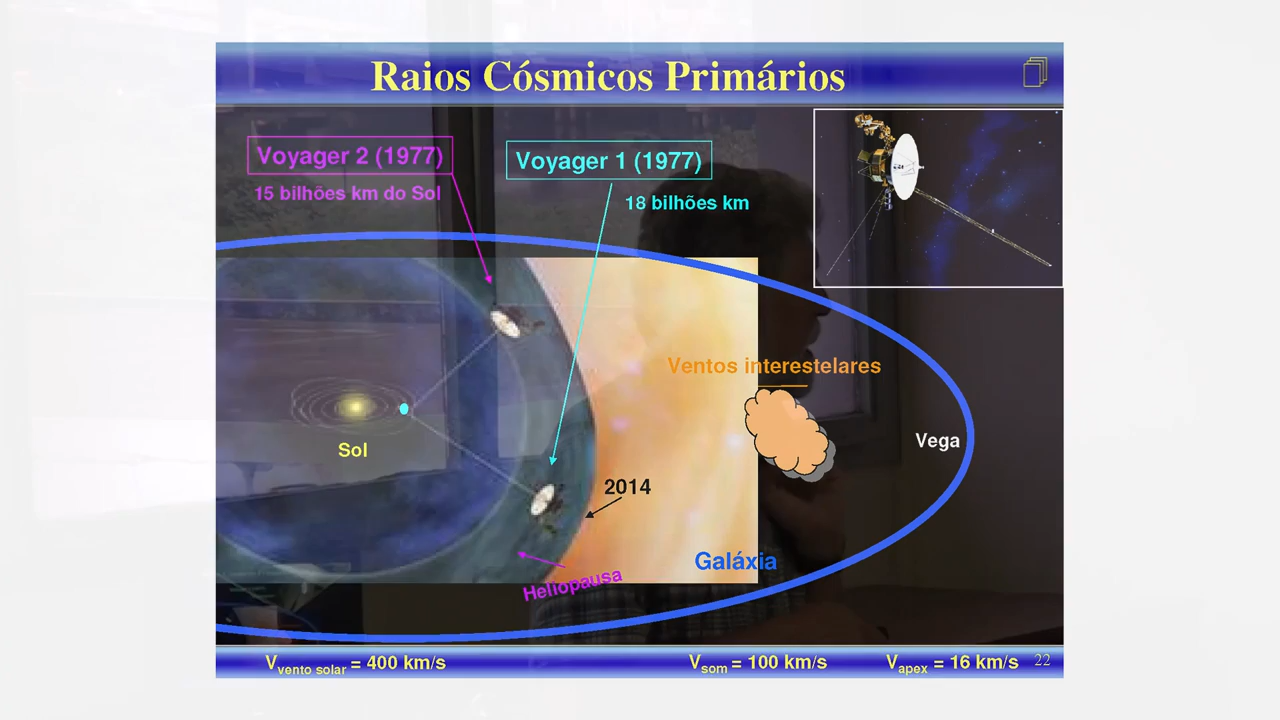 Raios Cósmicos Primários
Voyager 2 (1977)
15 bilhões km do Sol
Voyager 1 (1977)
18 bilhões km
Ventos interestelares
Vega
Sol
2014
Galáxia
Heliopausa
Vvento solar = 400 km/s
Vsom = 100 km/s
Vapex = 16 km/s
22